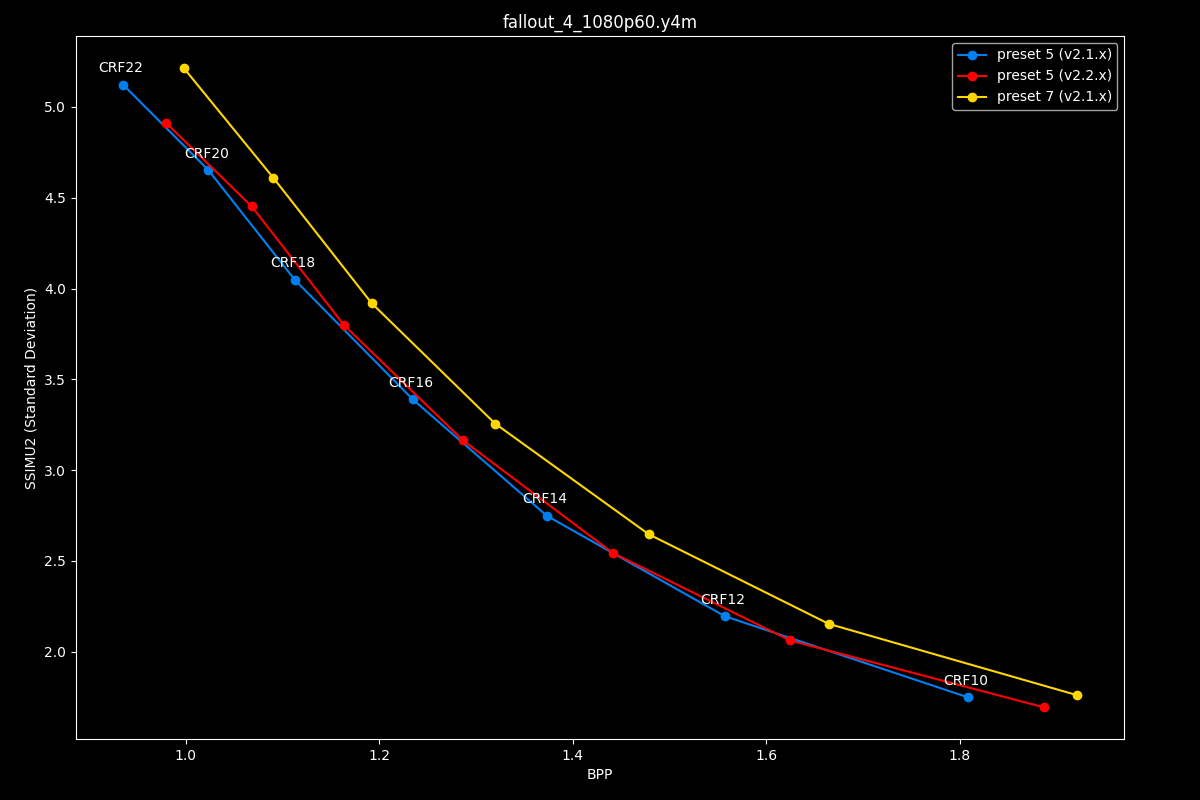 fallout_4_1080p60.y4m
preset 5 (v2.1.x)
preset 5 (v2.2.x)
preset 7 (v2.1.x)
CRF22
CRF20
CRF18
CRF16
CRF14
CRF12
CRF10
5.0
4.5
4.0
3.5
3.0
2.5
2.0
SSIMU2 (Standard Deviation)
1.0 1.2 1.4 1.6 1.8
BPP